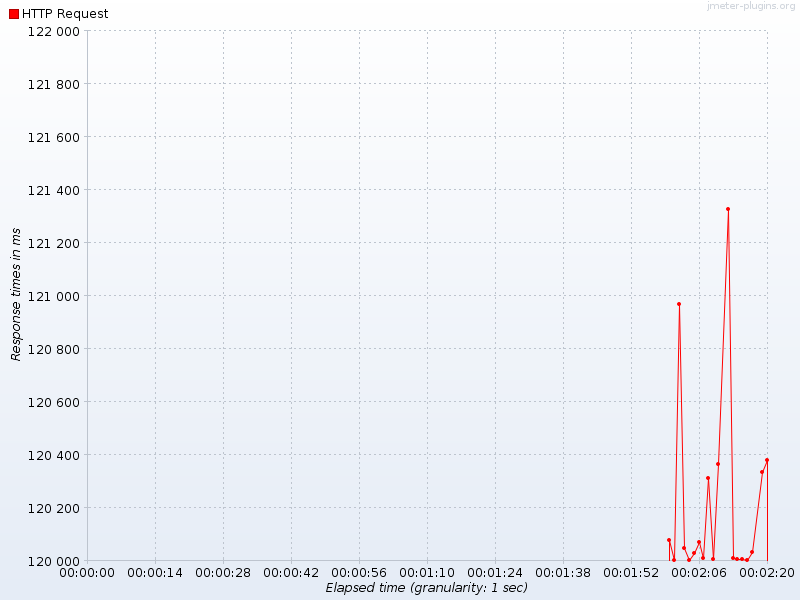 jmeter-plugins.org
HTTP Request
122 000
121 800
121 600
121 400
121 200
121 000
120 800
120 600
120 400
120 200
120 000
Response times in ms
00:00:00 00:00:14 00:00:28 00:00:42 00:00:56 00:01:10 00:01:24 00:01:38 00:01:52 00:02:06 00:02:20
Elapsed time (granularity: 1 sec)